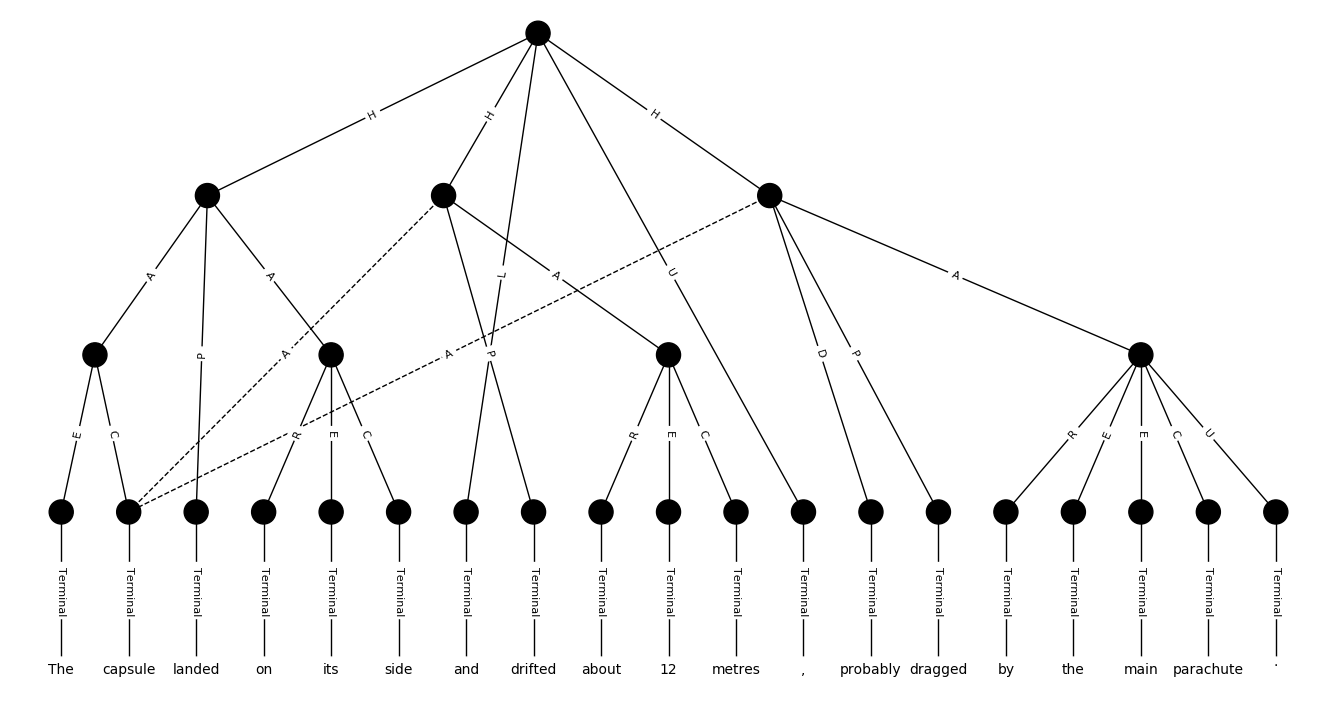 H H H
A P A A L A U A
A A P D P
E C R E C R E C R E E C U
Terminal Terminal Terminal Terminal Terminal Terminal Terminal Terminal Terminal Terminal Terminal Terminal Terminal Terminal Terminal Terminal Terminal Terminal Terminal
The capsule landed on its side and drifted about 12 metres , probably dragged by the main parachute .